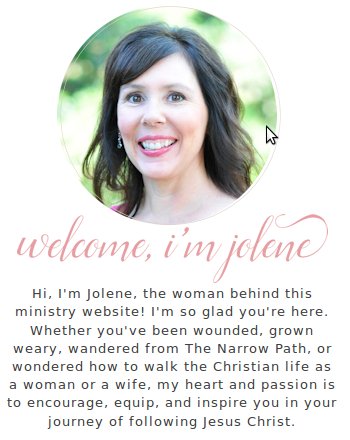 welcome, i'm jolene
Hi, I'm Jolene, the woman behind this
ministry website! I'm so glad you're here.
Whether you've been wounded, grown
weary, wandered from The Narrow Path, or
wondered how to walk the Christian life as
a woman or a wife, my heart and passion is
to encourage, equip, and inspire you in your
journey of following Jesus Christ.